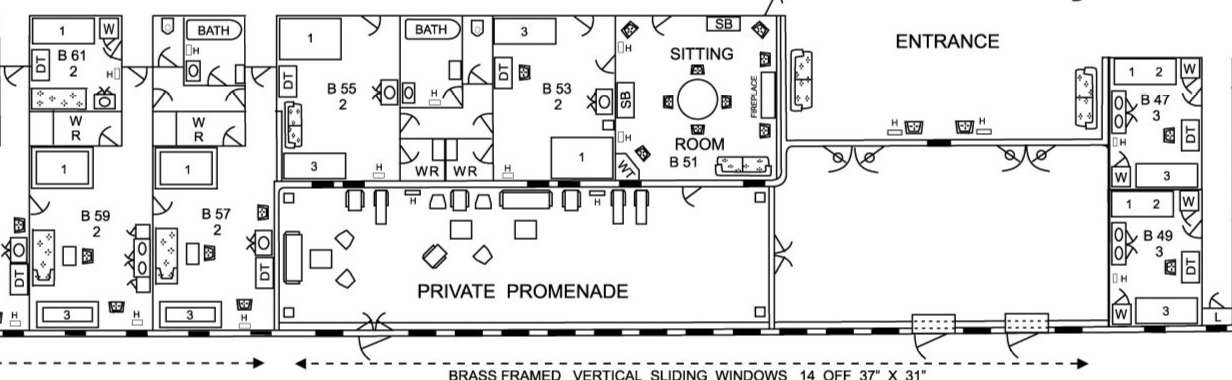 1
W
B 61
2
DT
H
W
R
BATH
H
W
R
1
B 55
2
DT
3
H
BATH
H
WR
WR
3
DT
B 53
2
1
H
SB
H
SITTING
SB
FIREPLACE
ROOM
H
B 51
WT
ENTRANCE
H
H
1 2
W
B 47
3
DT
H
W
3
1
B 59
2
DT
3
H
H
1
B 57
2
DT
3
H
H
H
PRIVATE PROMENADE
1 2
W
B 49
3
DT
H
W
3
L
BRASS FRAMED VERTICAL SLIDING WINDOWS 14 OFF 37" X 31"